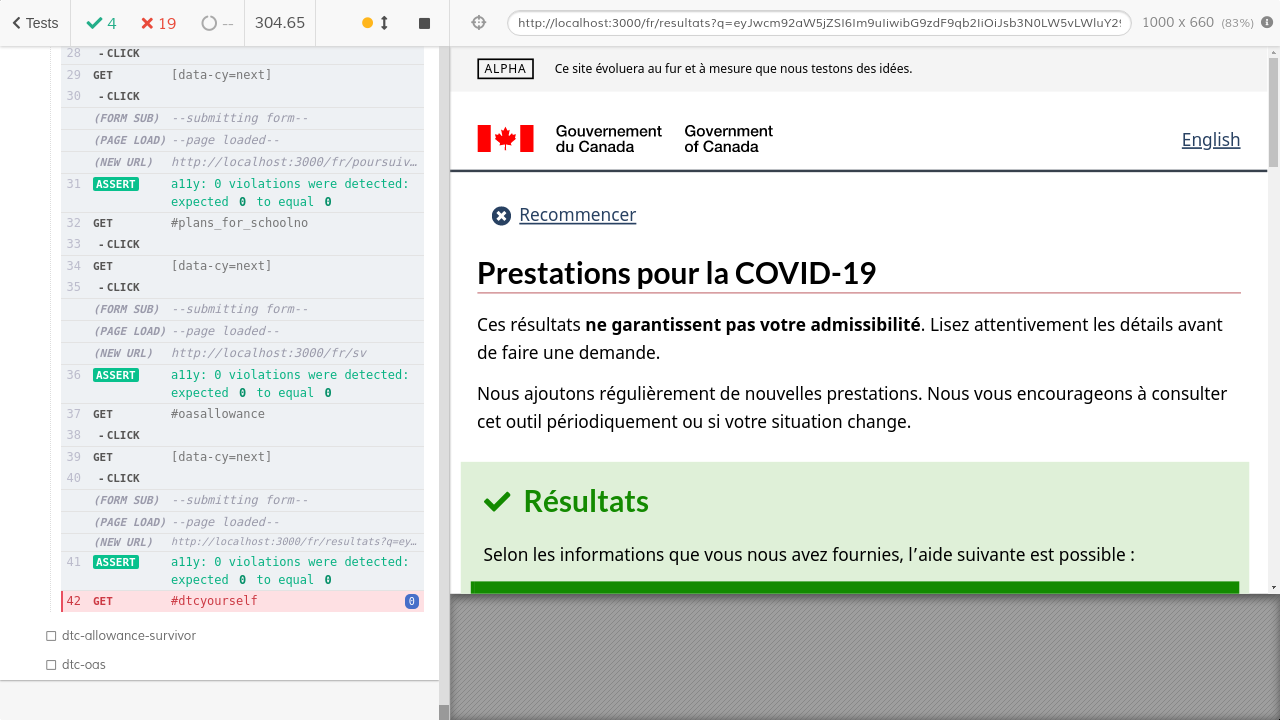 Tests
4
19
--
304.65
http://localhost:3000/fr/resultats?q=eyJwcm92aW5jZSI6Im9uIiwibG9zdF9qb2IiOiJsb3N0LW5vLWluY29
1000 x 660 (83%)
28 - CLICK
29 GET [data-cy=next]
30 - CLICK
(FORM SUB) --submitting form--
(PAGE LOAD) --page loaded--
(NEW URL) http://localhost:3000/fr/poursuiv…
31 ASSERT a11y: 0 violations were detected:
expected 0 to equal 0
32 GET #plans_for_schoolno
33 - CLICK
34 GET [data-cy=next]
35 - CLICK
(FORM SUB) --submitting form--
(PAGE LOAD) --page loaded--
(NEW URL) http://localhost:3000/fr/sv
36 ASSERT a11y: 0 violations were detected:
expected 0 to equal 0
37 GET #oasallowance
38 - CLICK
39 GET [data-cy=next]
40 - CLICK
(FORM SUB) --submitting form--
(PAGE LOAD) --page loaded--
(NEW URL) http://localhost:3000/fr/resultats?q=ey…
41 ASSERT a11y: 0 violations were detected:
expected 0 to equal 0
42 GET #dtcyourself 0
dtc-allowance-survivor
dtc-oas
ALPHA Ce site évoluera au fur et à mesure que nous testons des idées.
Gouvernement
du Canada
Government
of Canada
English
Recommencer
Prestations pour la COVID-19
Ces résultats ne garantissent pas votre admissibilité. Lisez attentivement les détails avant
de faire une demande.
Nous ajoutons régulièrement de nouvelles prestations. Nous vous encourageons à consulter
cet outil périodiquement ou si votre situation change.
Résultats
Selon les informations que vous nous avez fournies, l’aide suivante est possible :